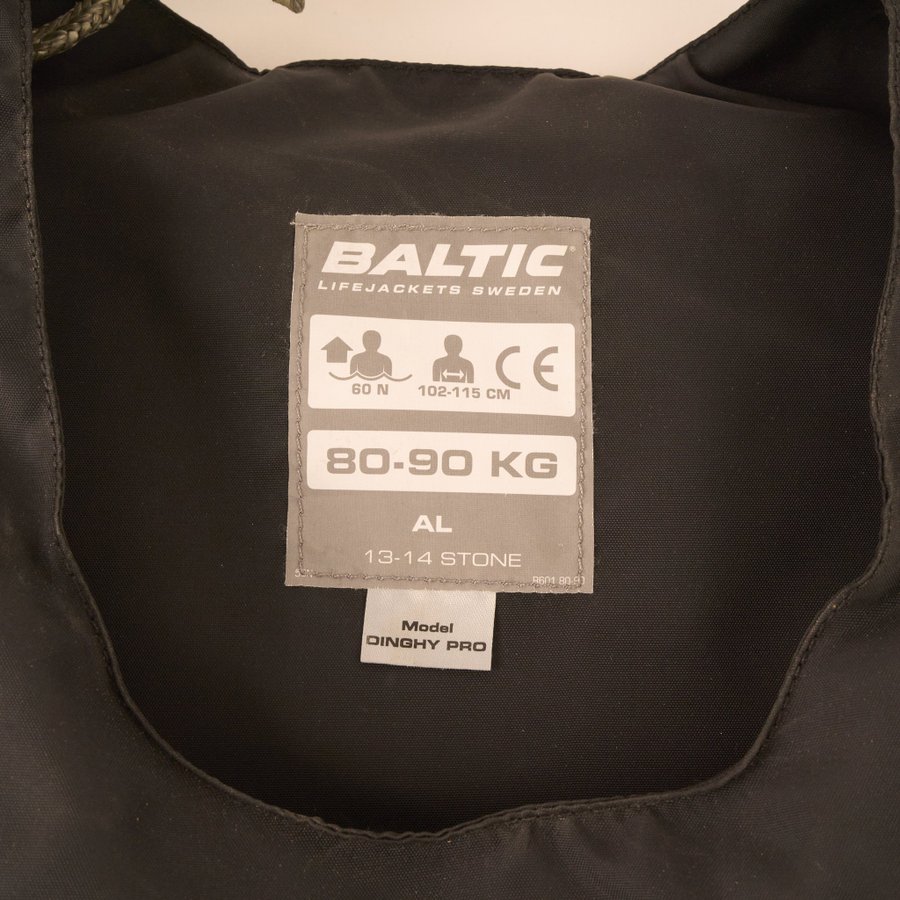 BALTIC®
LIFEJACKETS SWEDEN
60 N
102-115 CM
CE
80-90 KG
AL
13-14 STONE
Model
DINGHY PRO